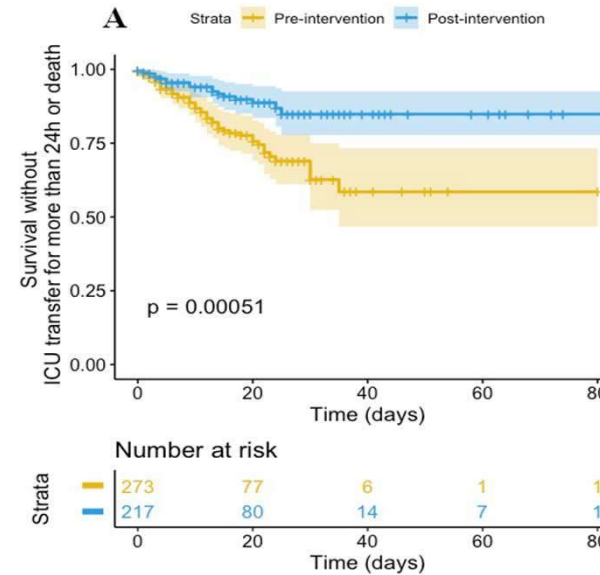 A
Strata Pre-intervention Post-intervention
Survival without
ICU transfer for more than 24h or death
1.00
0.75
0.50
0.25
0.00
p = 0.00051
0 20 40 60 80
Time (days)
Number at risk
Strata
273 77 6 1 1
217 80 14 7 1
0 20 40 60 80
Time (days)